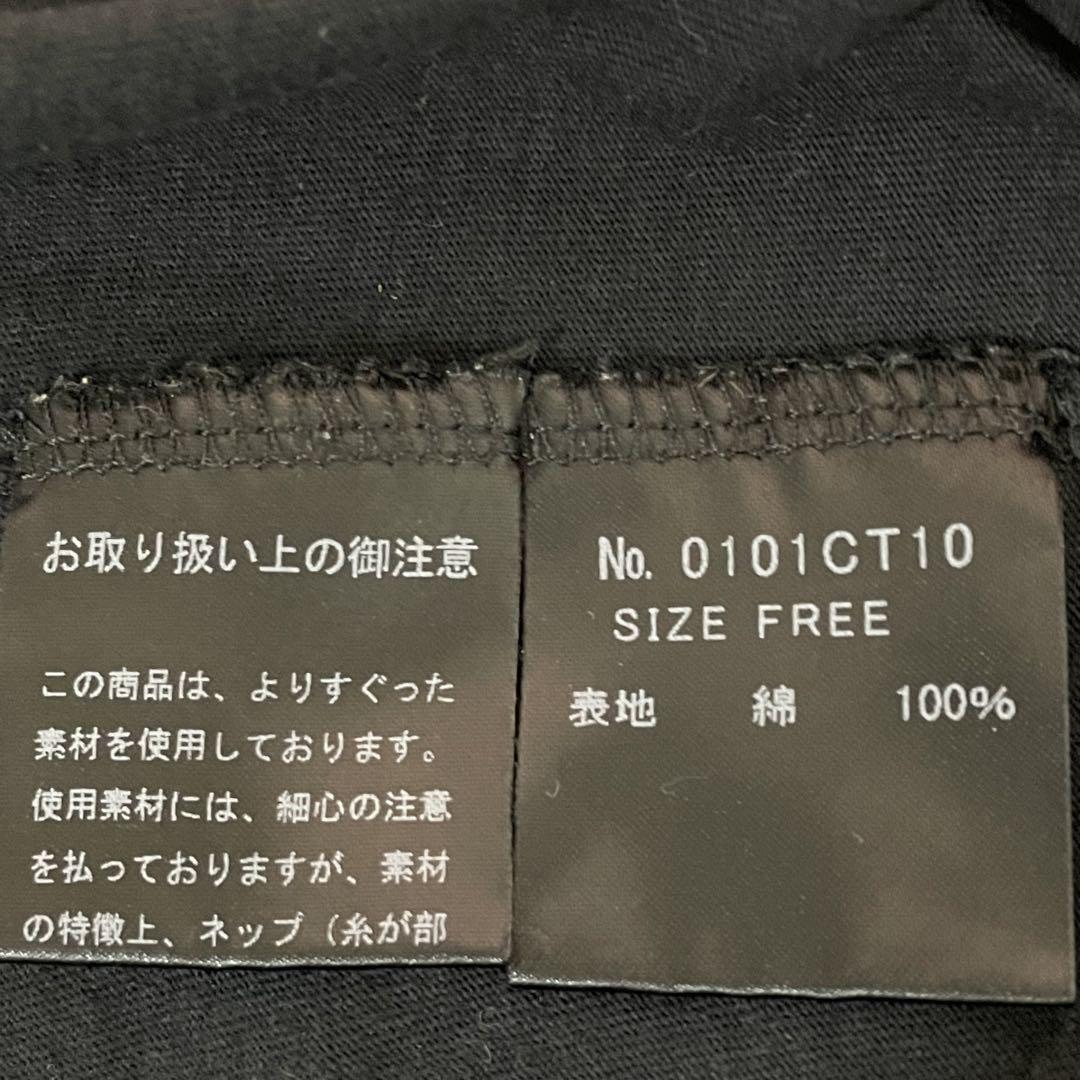 お取り扱い上の御注意
この商品は、よりすぐった
素材を使用しております。
使用素材には、細心の注意
を払っておりますが、素材
の特徴上、ネップ（糸が部
No. 0101CT10
SIZE FREE
表地 綿 100%